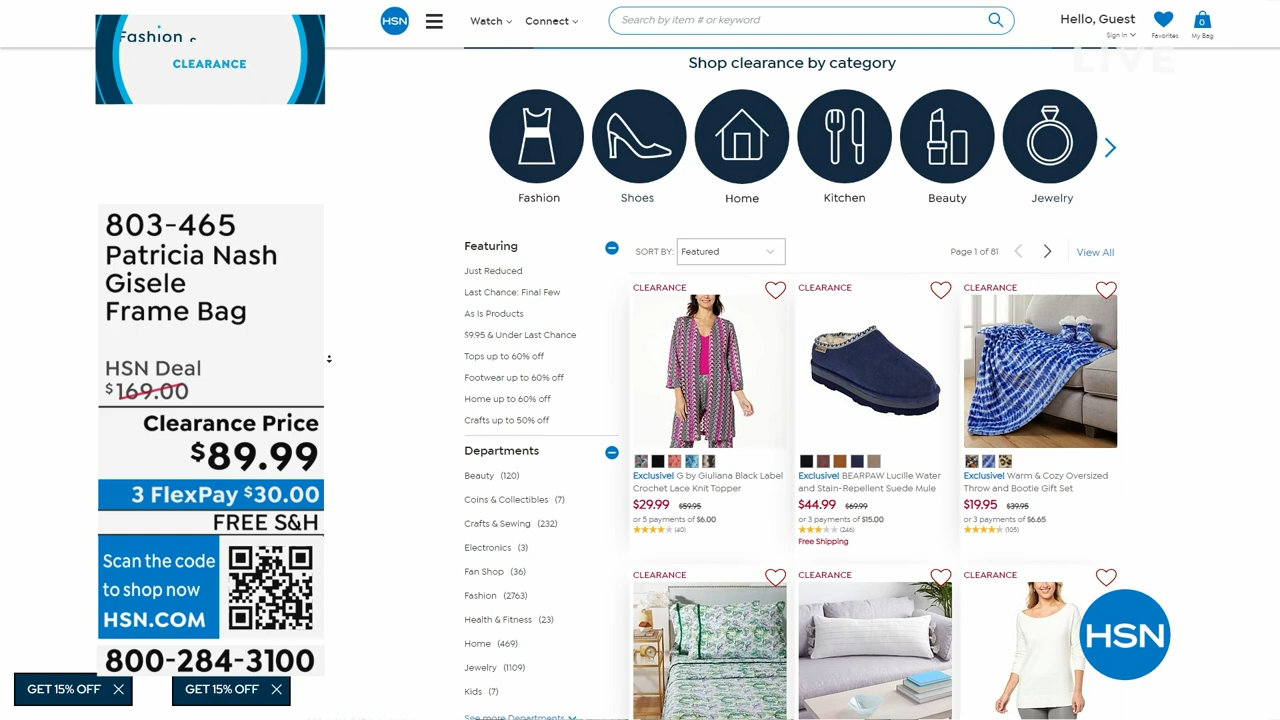 Fashion
CLEARANCE
803-465
Patricia Nash
Gisele
Frame Bag
HSN Deal
$169.00
Clearance Price
$89.99
3 FlexPay $30.00
FREE S&H
Scan the code
to shop now
HSN.COM
800-284-3100
GET 15% OFF
GET 15% OFF
HSN
Watch
Connect
Search by item # or keyword
Hello, Guest
Sign In
Favorites
0
My Bag
LIVE
Shop clearance by category
Fashion
Shoes
Home
Kitchen
Beauty
Jewelry
Featuring
Just Reduced
Last Chance: Final Few
As Is Products
$9.95 & Under Last Chance
Tops up to 60% off
Footwear up to 60% off
Home up to 60% off
Crafts up to 50% off
Departments
Beauty (120)
Coins & Collectibles (7)
Crafts & Sewing (232)
Electronics (3)
Fan Shop (36)
Fashion (2763)
Health & Fitness (23)
Home (469)
Jewelry (1109)
Kids (7)
See more Departments
SORT BY: Featured
Page 1 of 81
View All
CLEARANCE
Exclusive! G by Giuliana Black Label
Crochet Lace Knit Topper
$29.99 $59.95
or 5 payments of $6.00
(40)
CLEARANCE
Exclusive! BEARPAW Lucille Water
and Stain-Repellent Suede Mule
$44.99 $69.99
or 3 payments of $15.00
(246)
Free Shipping
CLEARANCE
Exclusive! Warm & Cozy Oversized
Throw and Bootie Gift Set
$19.95 $39.95
or 3 payments of $6.65
(105)
CLEARANCE
CLEARANCE
CLEARANCE
HSN